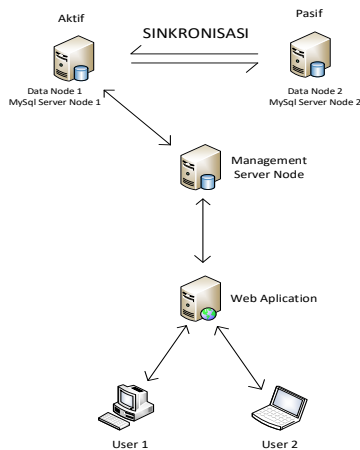 Aktif
Pasif
SINKRONISASI
Data Node 1
MySql Server Node 1
Data Node 2
MySql Server Node 2
Management
Server Node
Web Aplication
User 1
User 2